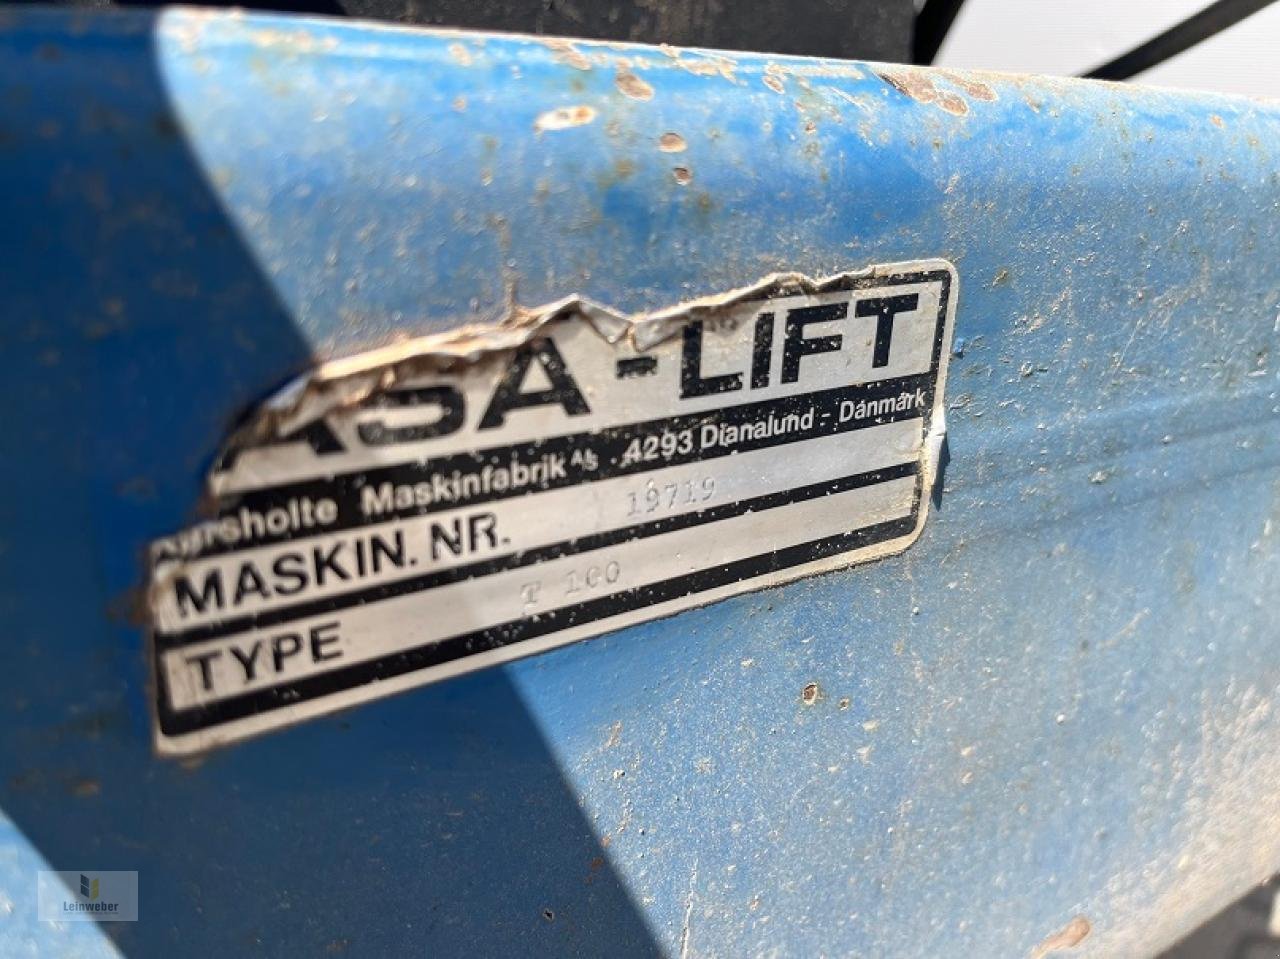 ASA-LIFT
Maskinfabrik A/S . 4293 Dianalund - Danmark
MASKIN. NR. 19719
TYPE T 100
Leinweber